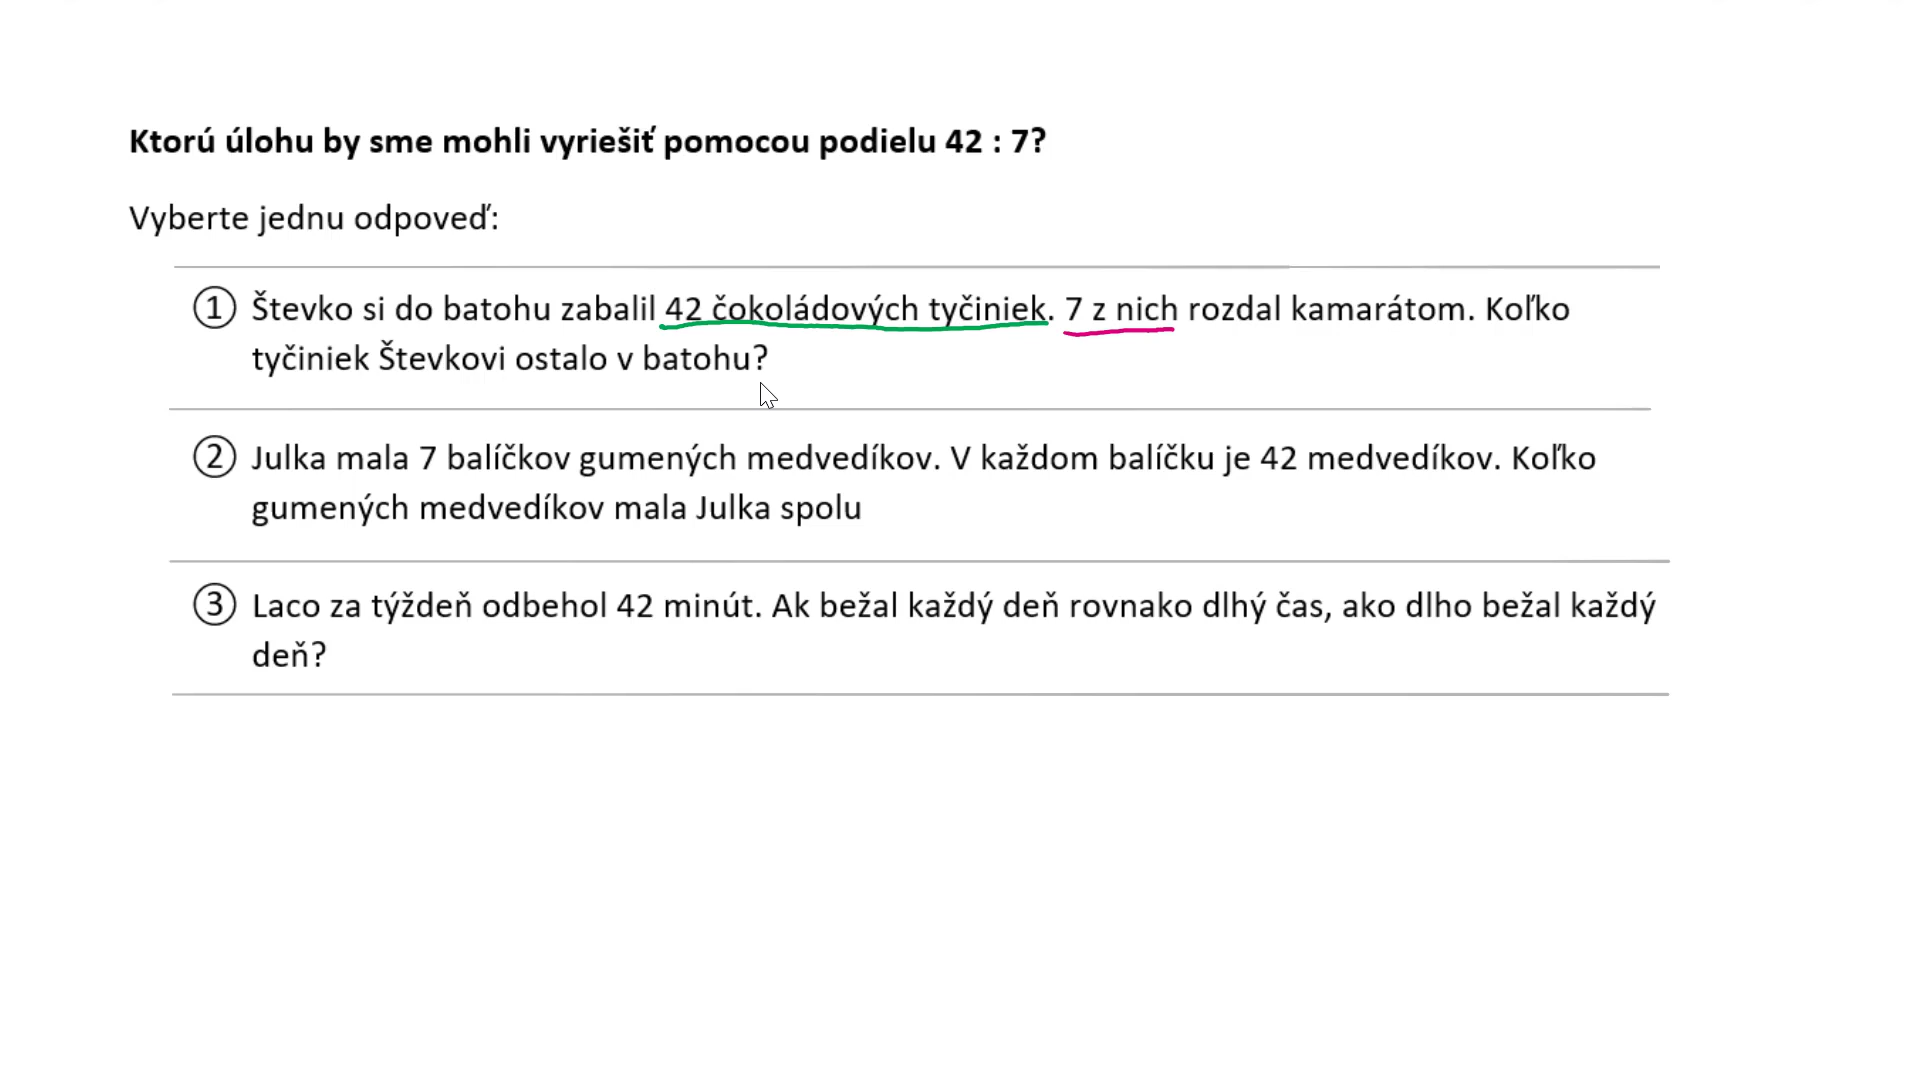 Ktorú úlohu by sme mohli vyriešiť pomocou podielu 42 : 7?
Vyberte jednu odpoveď:
① Števko si do batohu zabalil 42 čokoládových tyčiniek. 7 z nich rozdal kamarátom. Koľko
tyčiniek Števkovi ostalo v batohu?
② Julka mala 7 balíčkov gumených medvedíkov. V každom balíčku je 42 medvedíkov. Koľko
gumených medvedíkov mala Julka spolu
③ Laco za týždeň odbehol 42 minút. Ak bežal každý deň rovnako dlhý čas, ako dlho bežal každý
deň?